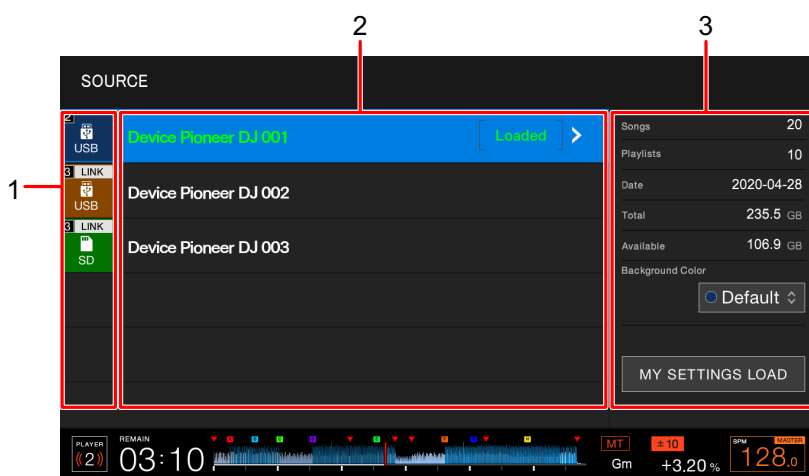 2
3
SOURCE
1
2
USB
3 LINK
USB
3 LINK
SD
Device Pioneer DJ 001
Loaded
Device Pioneer DJ 002
Device Pioneer DJ 003
Songs 20
Playlists 10
Date 2020-04-28
Total 235.5 GB
Available 106.9 GB
Background Color
Default
MY SETTINGS LOAD
PLAYER
2
REMAIN
03:10
A B C D E F G H
MT ±10
Gm +3.20 %
BPM MASTER
128.0